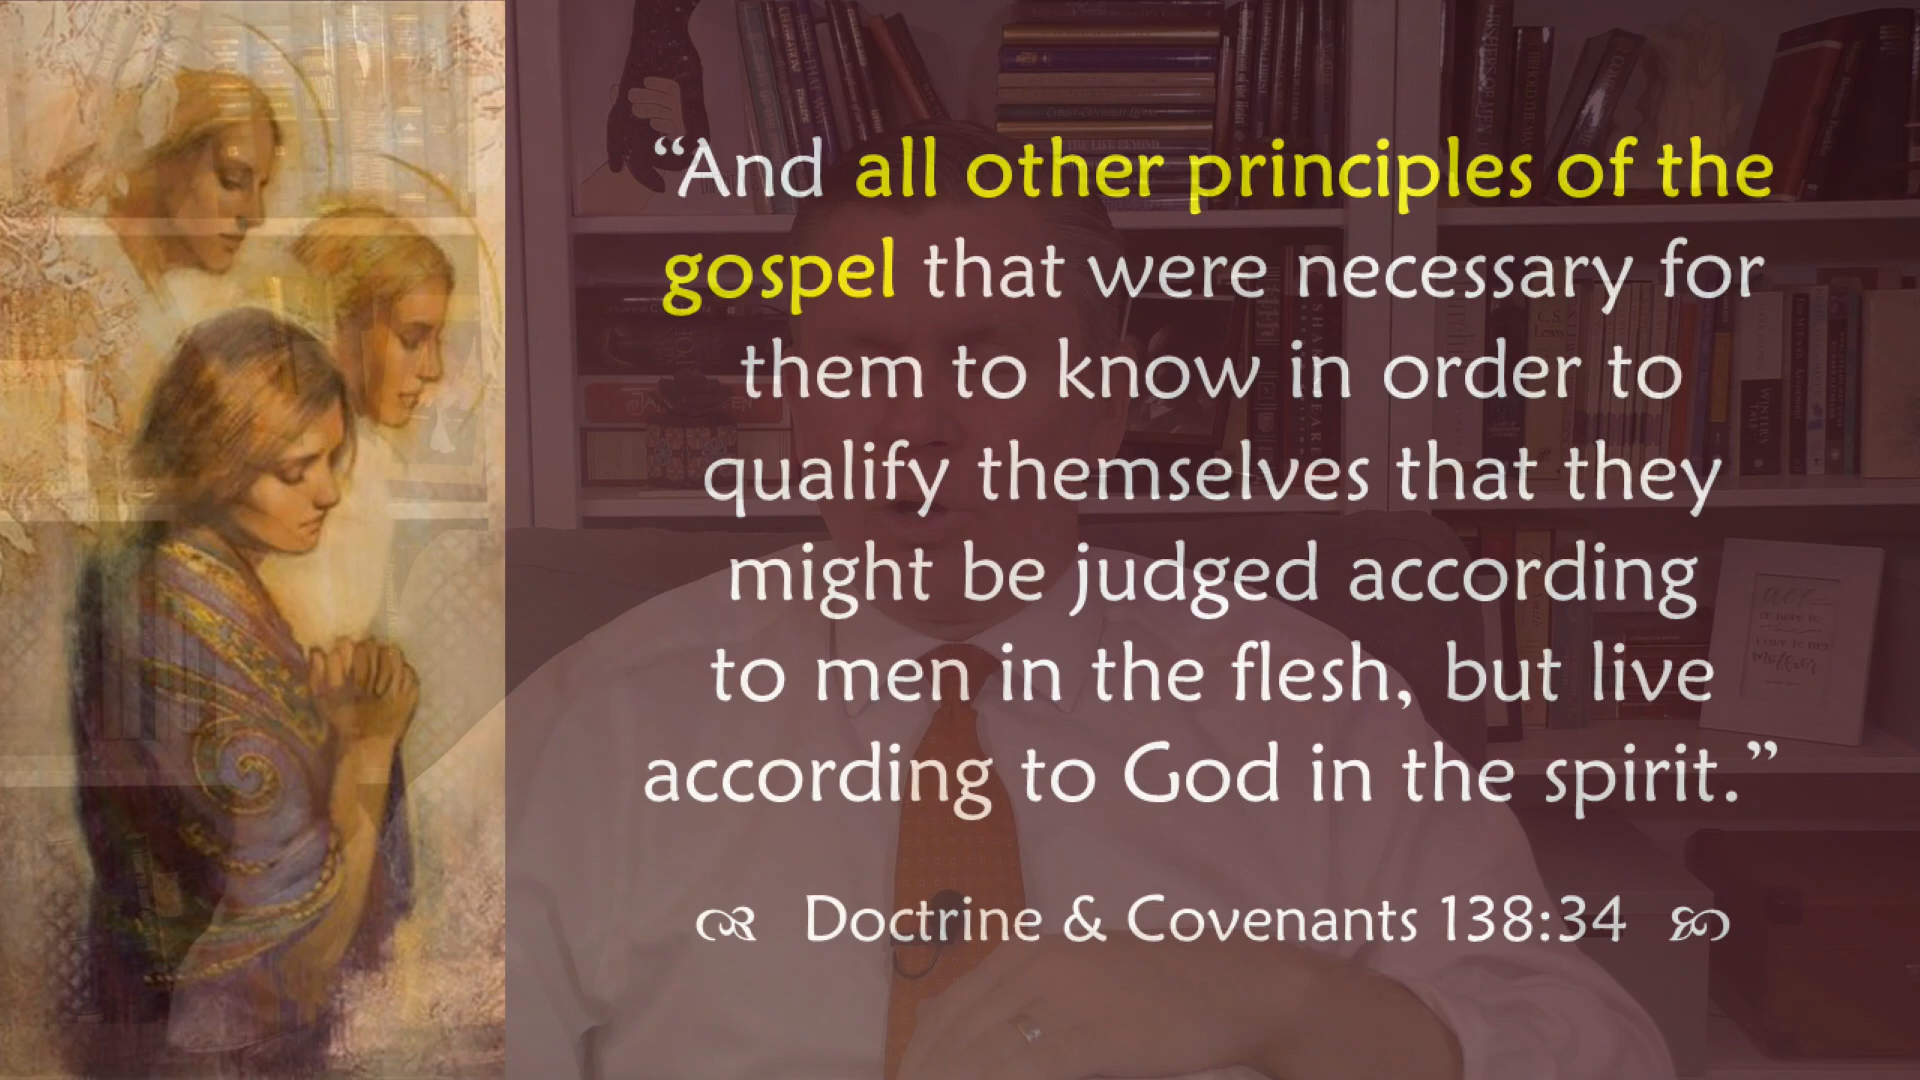 “And all other principles of the
gospel that were necessary for
them to know in order to
qualify themselves that they
might be judged according
to men in the flesh, but live
according to God in the spirit.”
Doctrine & Covenants 138:34